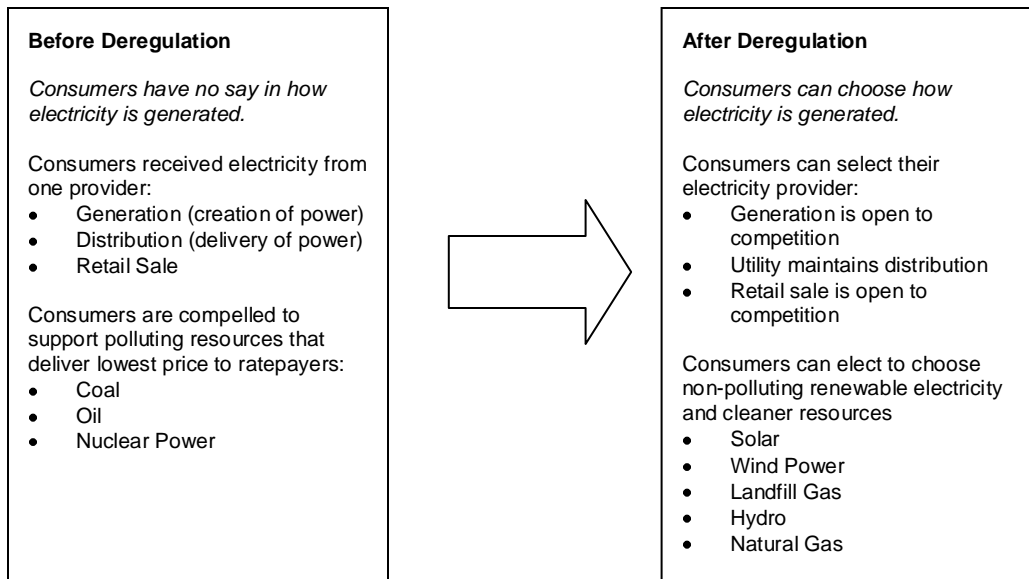 Before Deregulation
Consumers have no say in how
electricity is generated.
Consumers received electricity from
one provider:
• Generation (creation of power)
• Distribution (delivery of power)
• Retail Sale
Consumers are compelled to
support polluting resources that
deliver lowest price to ratepayers:
• Coal
• Oil
• Nuclear Power
After Deregulation
Consumers can choose how
electricity is generated.
Consumers can select their
electricity provider:
• Generation is open to
competition
• Utility maintains distribution
• Retail sale is open to
competition
Consumers can elect to choose
non-polluting renewable electricity
and cleaner resources
• Solar
• Wind Power
• Landfill Gas
• Hydro
• Natural Gas